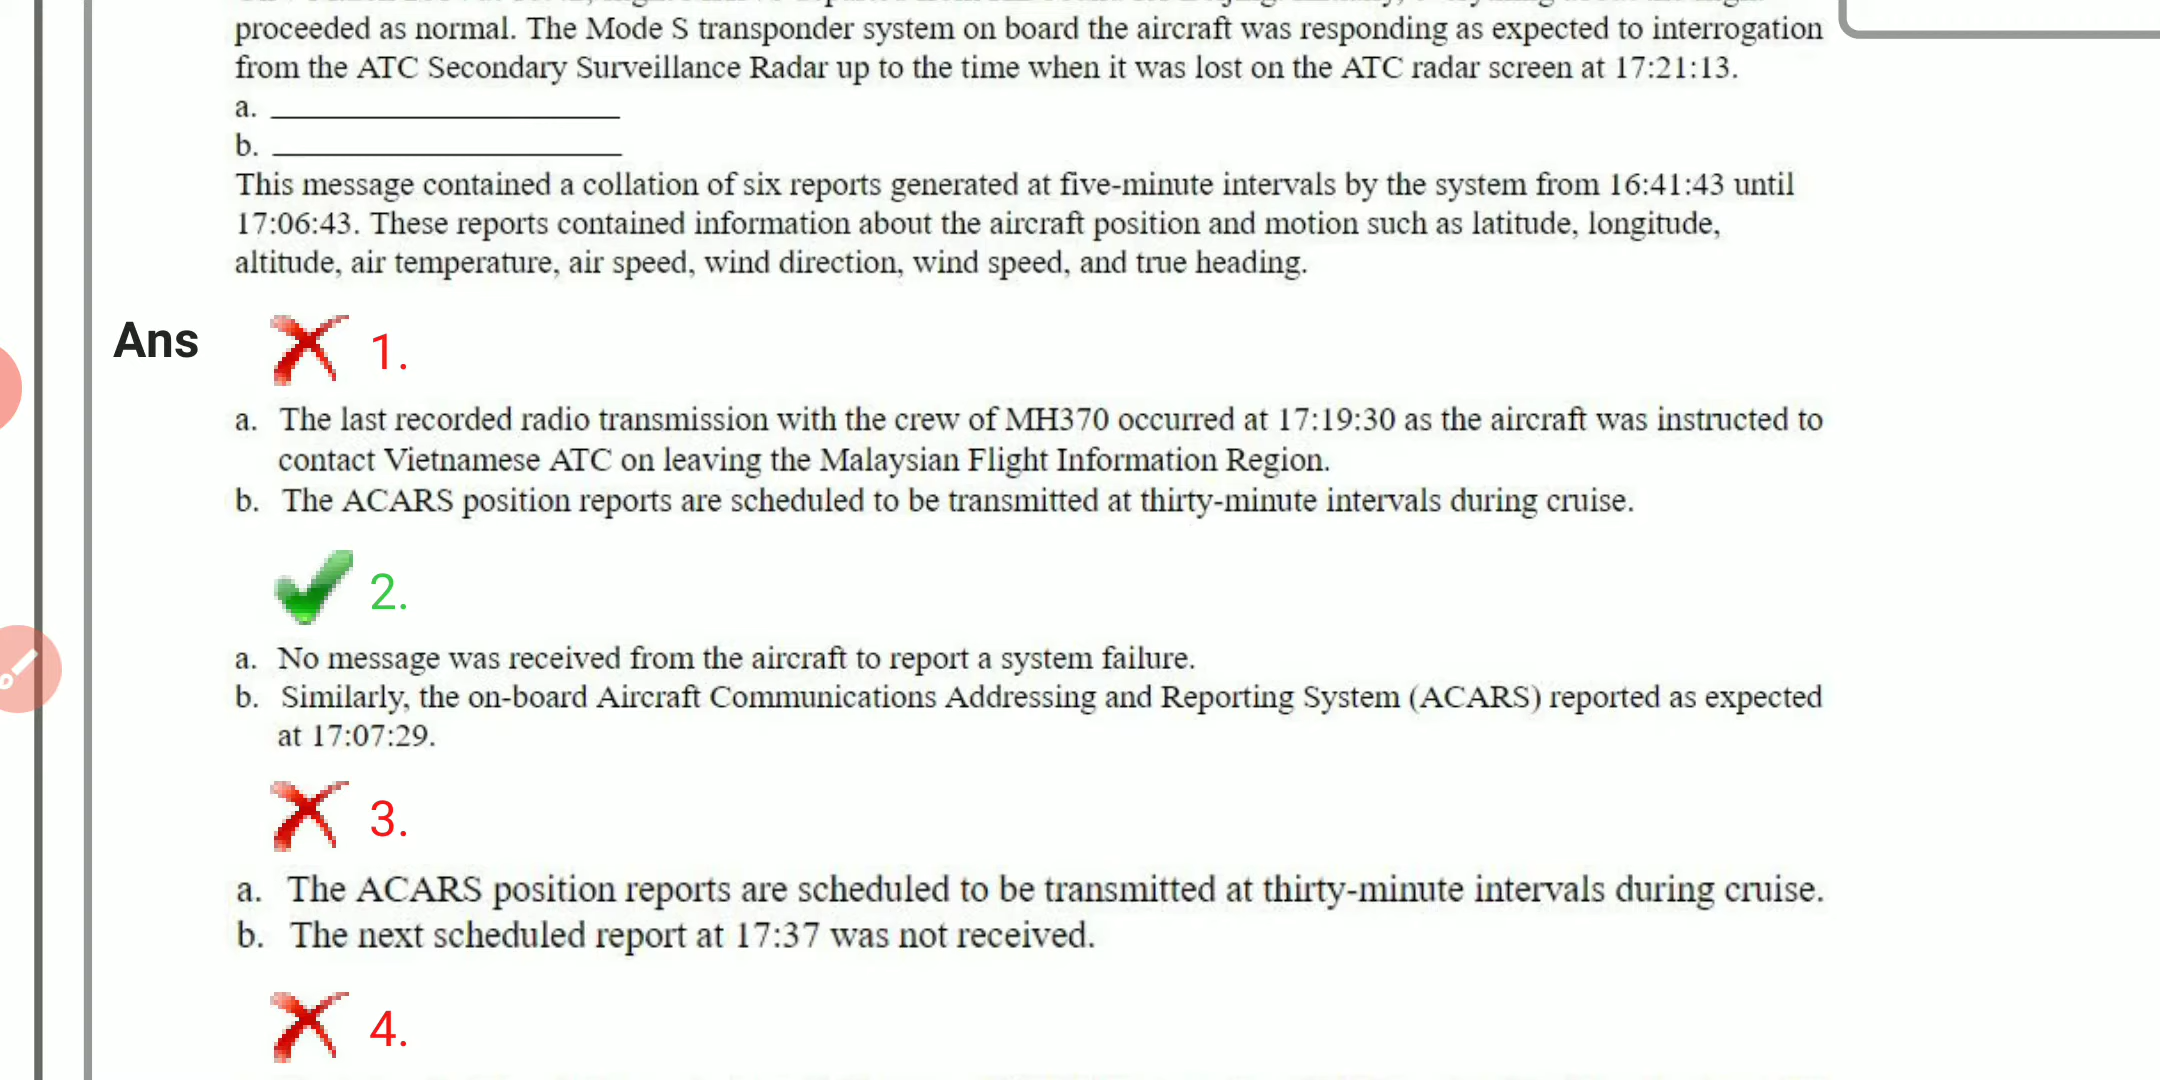 proceeded as normal. The Mode S transponder system on board the aircraft was responding as expected to interrogation
from the ATC Secondary Surveillance Radar up to the time when it was lost on the ATC radar screen at 17:21:13.
a. ____________________
b. ____________________
This message contained a collation of six reports generated at five-minute intervals by the system from 16:41:43 until
17:06:43. These reports contained information about the aircraft position and motion such as latitude, longitude,
altitude, air temperature, air speed, wind direction, wind speed, and true heading.
Ans 1.
a. The last recorded radio transmission with the crew of MH370 occurred at 17:19:30 as the aircraft was instructed to
contact Vietnamese ATC on leaving the Malaysian Flight Information Region.
b. The ACARS position reports are scheduled to be transmitted at thirty-minute intervals during cruise.
2.
a. No message was received from the aircraft to report a system failure.
b. Similarly, the on-board Aircraft Communications Addressing and Reporting System (ACARS) reported as expected
at 17:07:29.
3.
a. The ACARS position reports are scheduled to be transmitted at thirty-minute intervals during cruise.
b. The next scheduled report at 17:37 was not received.
4.